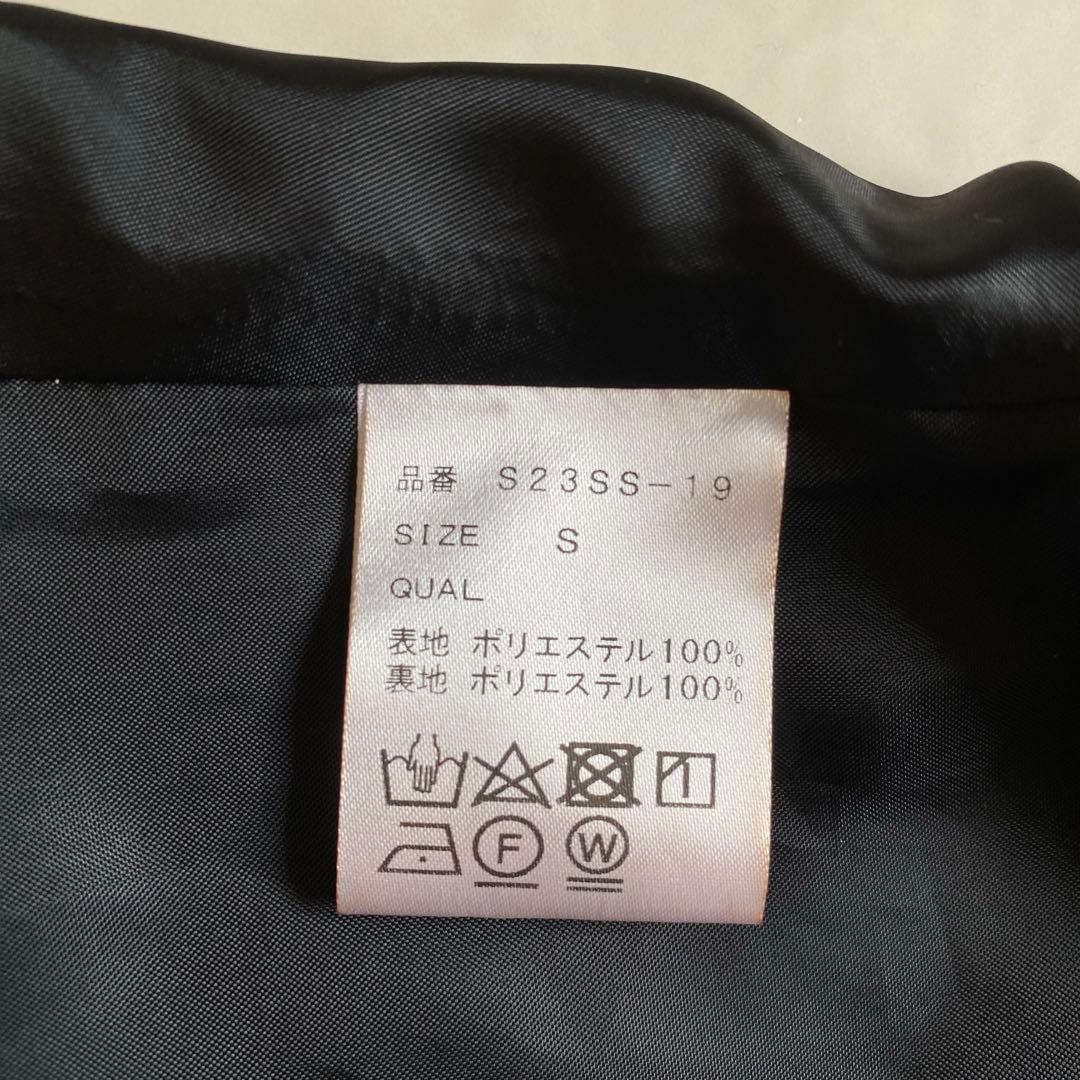 品番 S23SS-19
SIZE S
QUAL
表地 ポリエステル100%
裏地 ポリエステル100%
F W